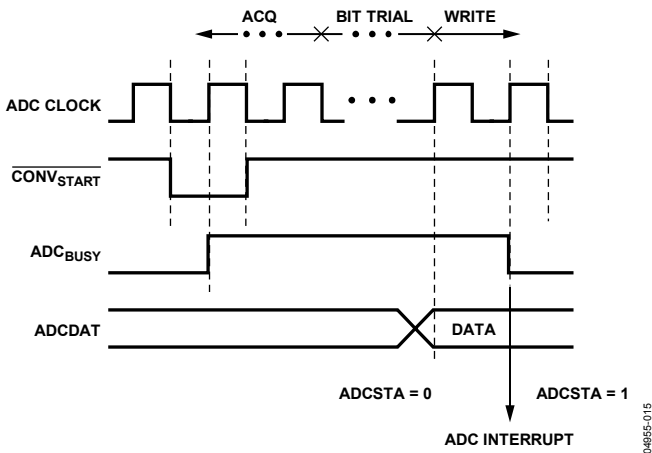 ACQ BIT TRIAL WRITE
ADC CLOCK
CONVSTART
ADCBUSY
ADCDAT DATA
ADCSTA = 0 ADCSTA = 1
ADC INTERRUPT
04955-015